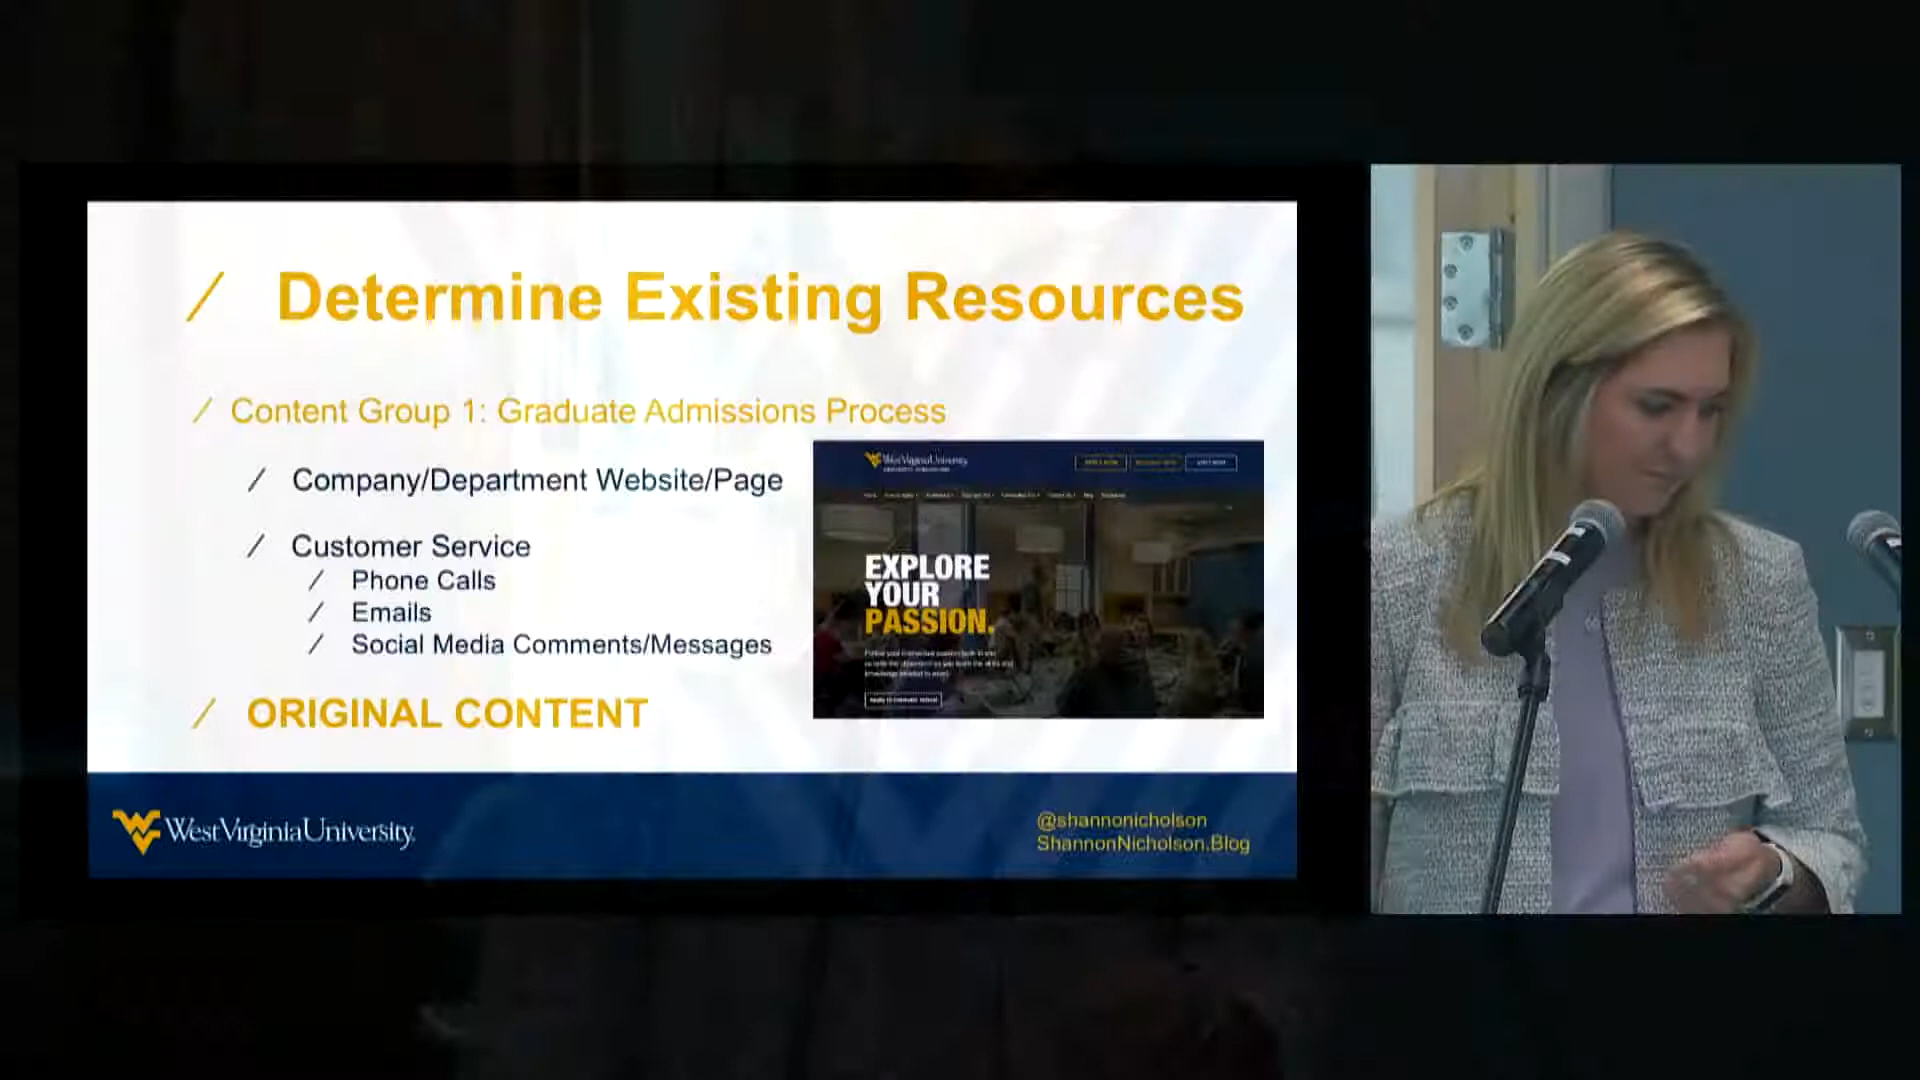 Determine Existing Resources
Content Group 1: Graduate Admissions Process
Company/Department Website/Page
Customer Service
Phone Calls
Emails
Social Media Comments/Messages
ORIGINAL CONTENT
WestVirginiaUniversity
EXPLORE
YOUR
PASSION.
WestVirginiaUniversity.
@shannonicholson
ShannonNicholson.Blog